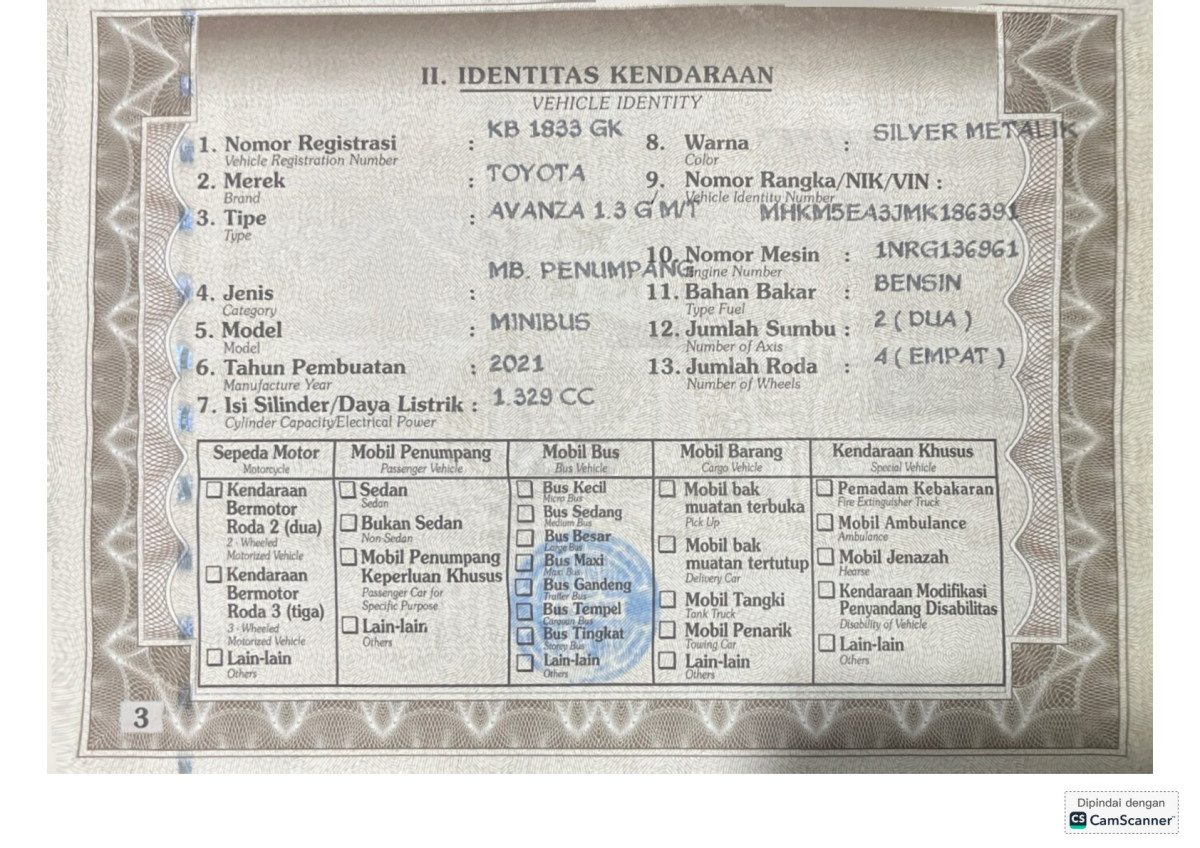 II. IDENTITAS KENDARAAN
VEHICLE IDENTITY
1. Nomor Registrasi : KB 1833 GK
Vehicle Registration Number
2. Merek : TOYOTA
Brand
3. Tipe : AVANZA 1.3 G M/T
Type
4. Jenis : MB. PENUMPANG
Category
5. Model : MINIBUS
Model
6. Tahun Pembuatan : 2021
Manufacture Year
7. Isi Silinder/Daya Listrik : 1.329 CC
Cylinder Capacity/Electrical Power
8. Warna : SILVER METALIK
Color
9. Nomor Rangka/NIK/VIN :
Vehicle Identity Number
MHKM5EA3JMK186391
10. Nomor Mesin : 1NRG136961
Engine Number
11. Bahan Bakar : BENSIN
Type Fuel
12. Jumlah Sumbu : 2 ( DUA )
Number of Axis
13. Jumlah Roda : 4 ( EMPAT )
Number of Wheels
Sepeda Motor
Motorcycle
Kendaraan
Bermotor
Roda 2 (dua)
2 - Wheeled
Motorized Vehicle
Kendaraan
Bermotor
Roda 3 (tiga)
3 - Wheeled
Motorized Vehicle
Lain-lain
Others
Mobil Penumpang
Passenger Vehicle
Sedan
Sedan
Bukan Sedan
Non-Sedan
Mobil Penumpang
Keperluan Khusus
Passenger Car for
Specific Purpose
Lain-lain
Others
Mobil Bus
Bus Vehicle
Bus Kecil
Micro Bus
Bus Sedang
Medium Bus
Bus Besar
Large Bus
Bus Maxi
Maxi Bus
Bus Gandeng
Trailer Bus
Bus Tempel
Caravan Bus
Bus Tingkat
Storey Bus
Lain-lain
Others
Mobil Barang
Cargo Vehicle
Mobil bak
muatan terbuka
Pick Up
Mobil bak
muatan tertutup
Delivery Car
Mobil Tangki
Tank Truck
Mobil Penarik
Towing Car
Lain-lain
Others
Kendaraan Khusus
Special Vehicle
Pemadam Kebakaran
Fire Extinguisher Truck
Mobil Ambulance
Ambulance
Mobil Jenazah
Hearse
Kendaraan Modifikasi
Penyandang Disabilitas
Disability of Vehicle
Lain-lain
Others
3
Dipindai dengan
CS CamScanner